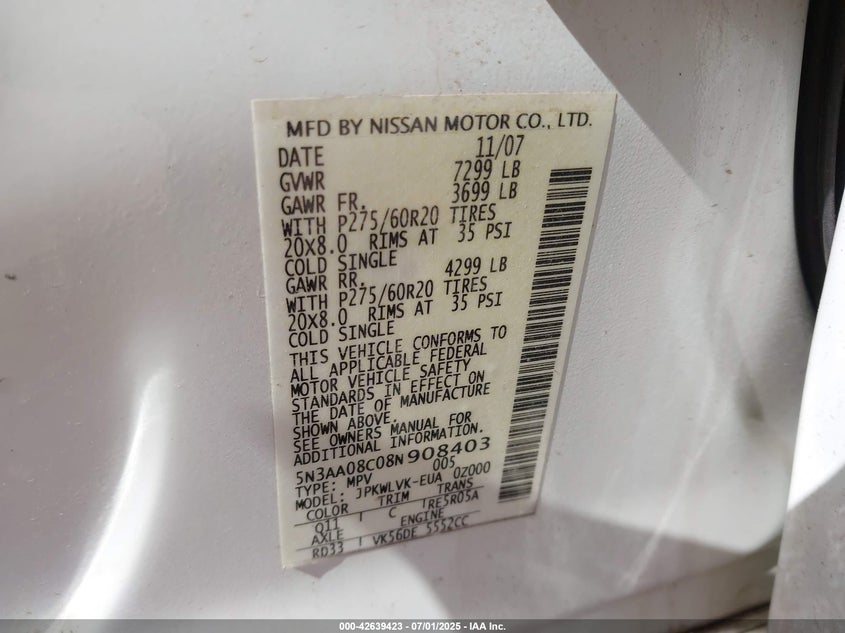 MFD BY NISSAN MOTOR CO., LTD.
DATE 11/07
GVWR 7299 LB
GAWR FR. 3699 LB
WITH P275/60R20 TIRES
20X8.0 RIMS AT 35 PSI
COLD SINGLE
GAWR RR. 4299 LB
WITH P275/60R20 TIRES
20X8.0 RIMS AT 35 PSI
COLD SINGLE
THIS VEHICLE CONFORMS TO
ALL APPLICABLE FEDERAL
MOTOR VEHICLE SAFETY
STANDARDS IN EFFECT ON
THE DATE OF MANUFACTURE
SHOWN ABOVE.
SEE OWNERS MANUAL FOR
ADDITIONAL INFORMATION.
5N3AA08C08N908403
TYPE: MPV 005
MODEL: JPKWLVK-EUA 0Z000
COLOR TRIM TRANS
Q11 C RE5R05A
AXLE ENGINE
RD33 VK56DE 5552CC
000-42639423 - 07/01/2025 - IAA Inc.